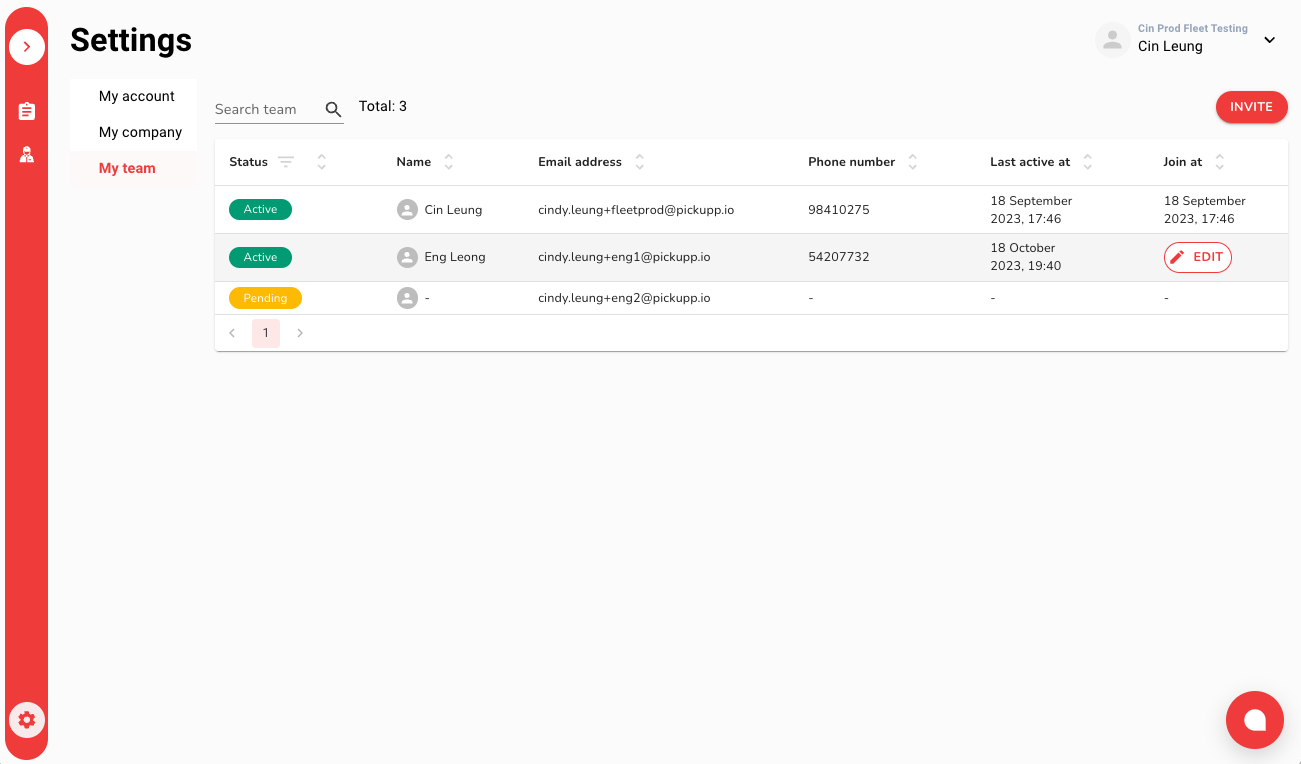 Settings
Cin Prod Fleet Testing
Cin Leung
My account
My company
My team
Search team
Total: 3
INVITE
Status Name Email address Phone number Last active at Join at
Active Cin Leung cindy.leung+fleetprod@pickupp.io 98410275 18 September 2023, 17:46 18 September 2023, 17:46
Active Eng Leong cindy.leung+eng1@pickupp.io 54207732 18 October 2023, 19:40 EDIT
Pending - cindy.leung+eng2@pickupp.io - - -
1